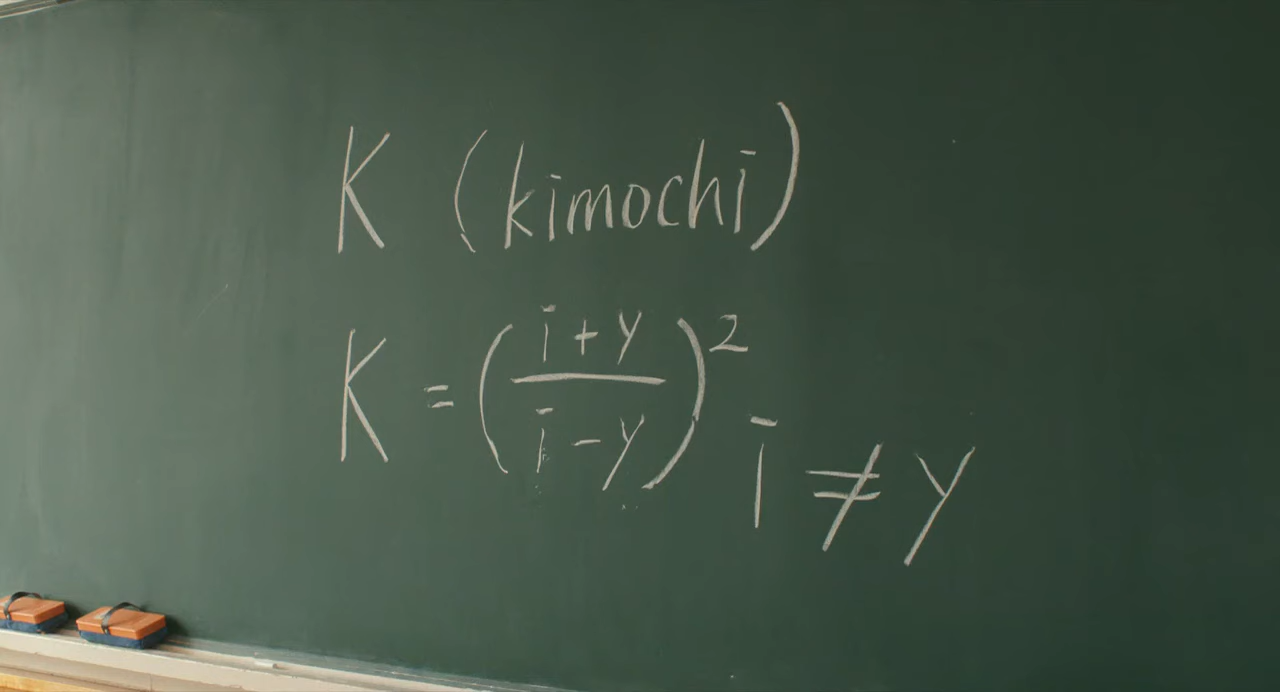 K (kimochi)
K = ((i + y) / (i - y))²
i ≠ y